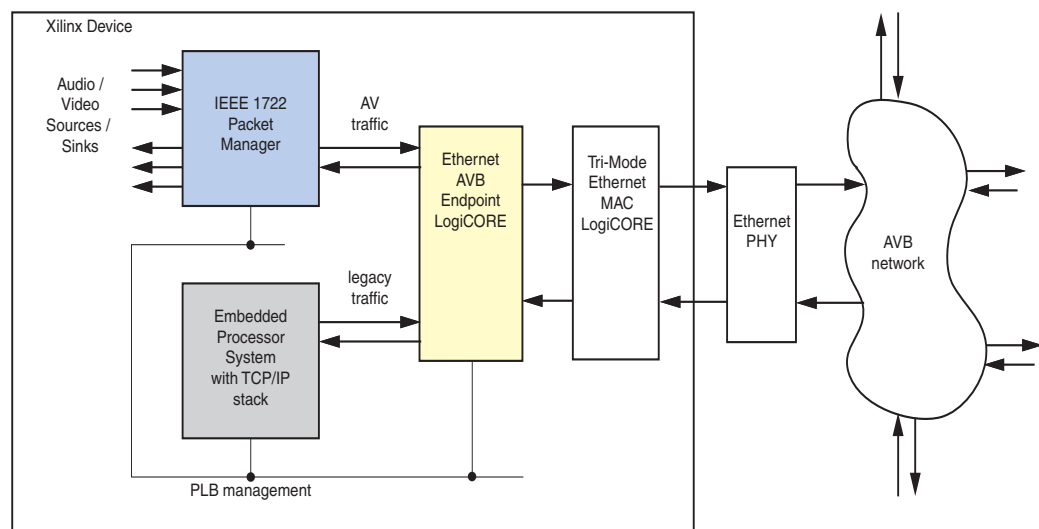 Xilinx Device
Audio /
Video
Sources /
Sinks
IEEE 1722
Packet
Manager
AV
traffic
Ethernet
AVB
Endpoint
LogiCORE
Tri-Mode
Ethernet
MAC
LogiCORE
Ethernet
PHY
AVB
network
legacy
traffic
Embedded
Processor
System
with TCP/IP
stack
PLB management